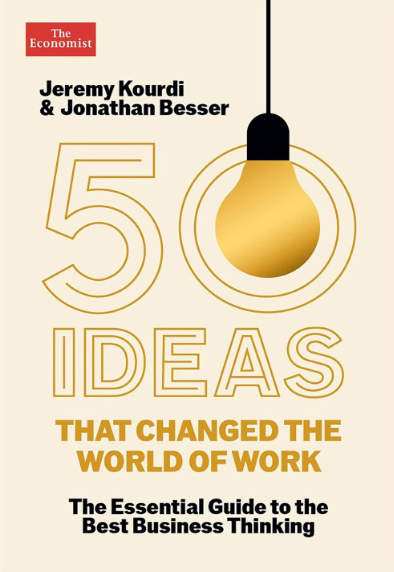 The
Economist
Jeremy Kourdi
& Jonathan Besser
50
IDEAS
THAT CHANGED THE
WORLD OF WORK
The Essential Guide to the
Best Business Thinking